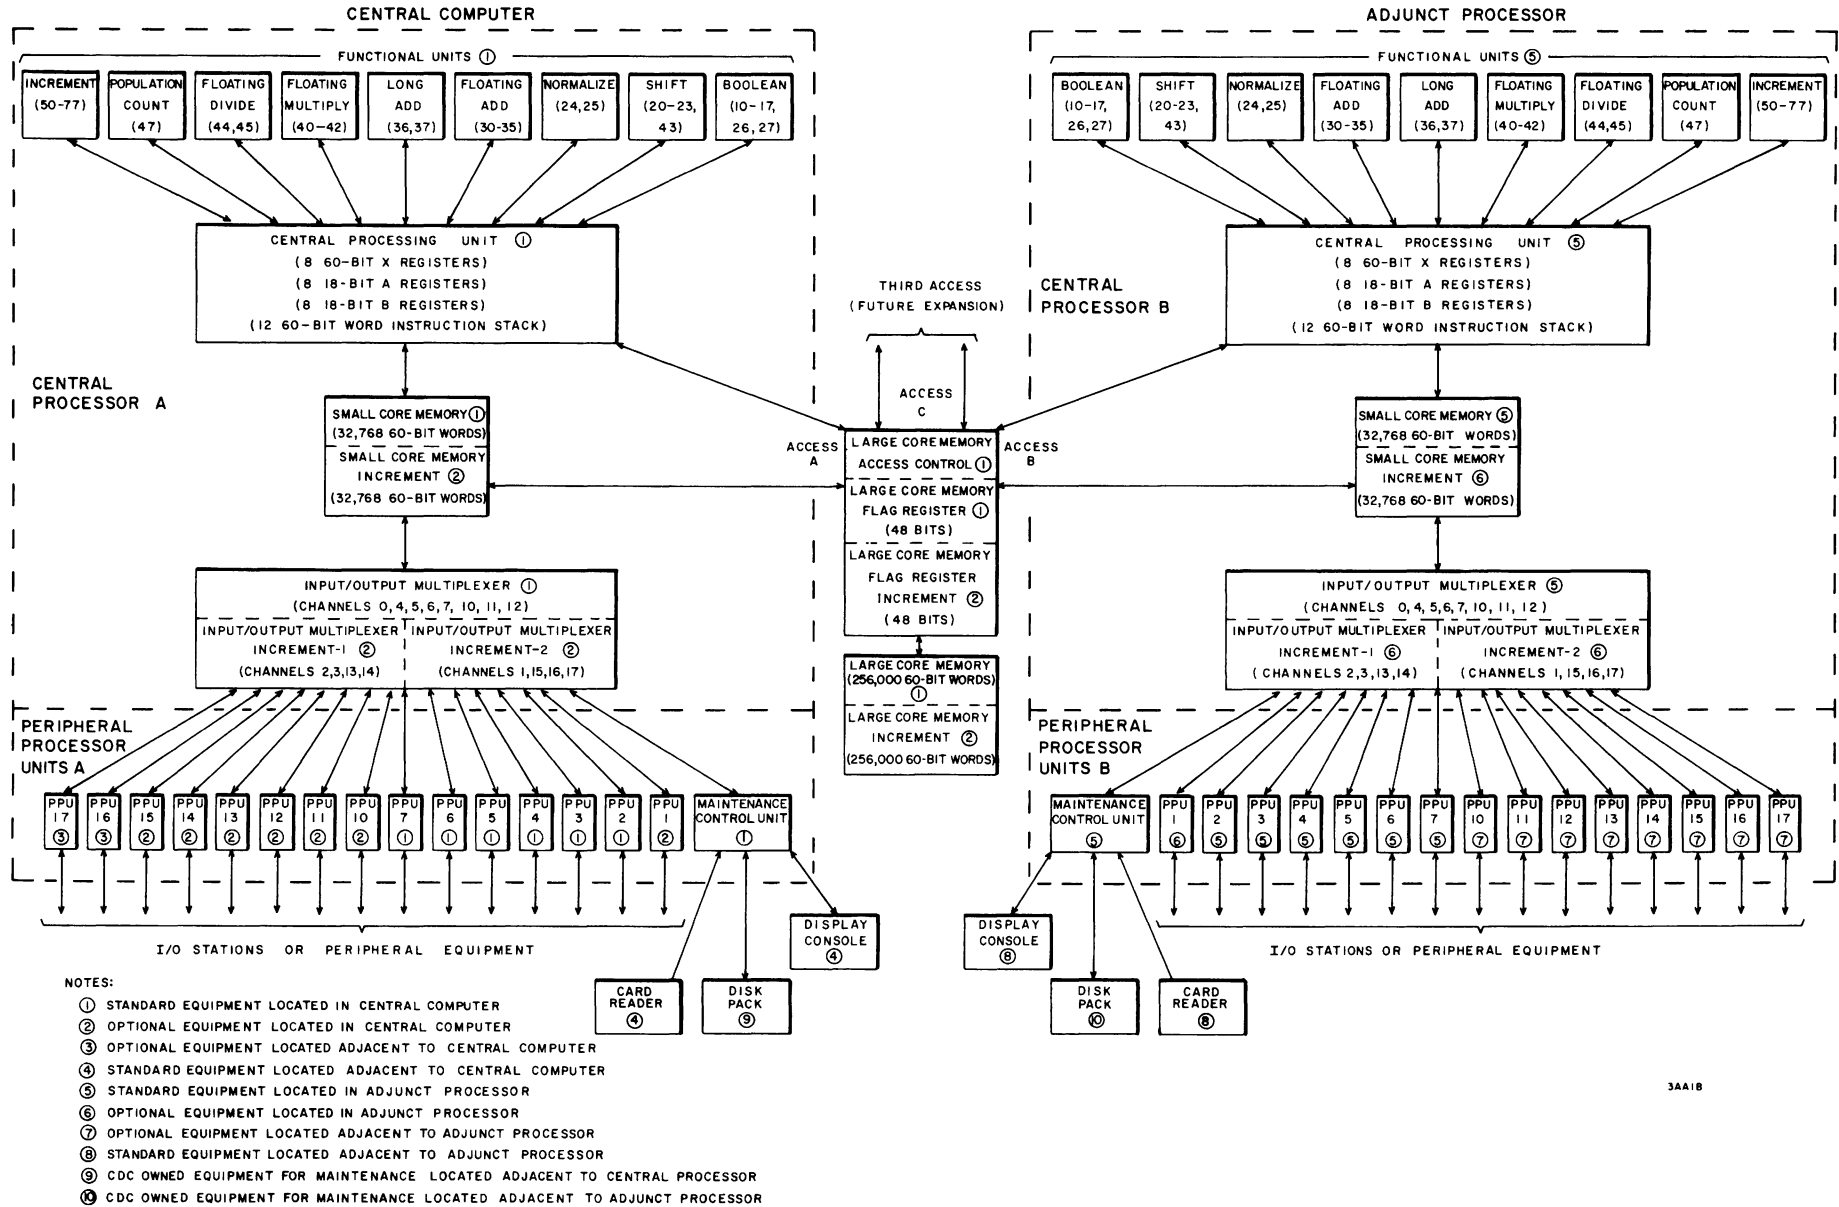 CENTRAL COMPUTER
FUNCTIONAL UNITS ①
INCREMENT
(50-77)
POPULATION
COUNT
(47)
FLOATING
DIVIDE
(44,45)
FLOATING
MULTIPLY
(40-42)
LONG
ADD
(36,37)
FLOATING
ADD
(30-35)
NORMALIZE
(24,25)
SHIFT
(20-23,
43)
BOOLEAN
(10-17,
26,27)
CENTRAL PROCESSING UNIT ①
(8 60-BIT X REGISTERS)
(8 18-BIT A REGISTERS)
(8 18-BIT B REGISTERS)
(12 60-BIT WORD INSTRUCTION STACK)
CENTRAL
PROCESSOR A
SMALL CORE MEMORY ①
(32,768 60-BIT WORDS)
SMALL CORE MEMORY
INCREMENT ②
(32,768 60-BIT WORDS)
INPUT/OUTPUT MULTIPLEXER ①
(CHANNELS 0,4,5,6,7,10,11,12)
INPUT/OUTPUT MULTIPLEXER
INCREMENT-1 ②
(CHANNELS 2,3,13,14)
INPUT/OUTPUT MULTIPLEXER
INCREMENT-2 ②
(CHANNELS 1,15,16,17)
PERIPHERAL
PROCESSOR
UNITS A
PPU 17 ③
PPU 16 ③
PPU 15 ②
PPU 14 ②
PPU 13 ②
PPU 12 ②
PPU 11 ②
PPU 10 ②
PPU 7 ①
PPU 6 ①
PPU 5 ①
PPU 4 ①
PPU 3 ①
PPU 2 ①
PPU 1 ②
MAINTENANCE
CONTROL UNIT
①
I/O STATIONS OR PERIPHERAL EQUIPMENT
DISPLAY
CONSOLE
④
CARD
READER
④
DISK
PACK
⑨
THIRD ACCESS
(FUTURE EXPANSION)
ACCESS
C
ACCESS
A
ACCESS
B
LARGE CORE MEMORY
ACCESS CONTROL ①
LARGE CORE MEMORY
FLAG REGISTER ①
(48 BITS)
LARGE CORE MEMORY
FLAG REGISTER
INCREMENT ②
(48 BITS)
LARGE CORE MEMORY
(256,000 60-BIT WORDS)
①
LARGE CORE MEMORY
INCREMENT ②
(256,000 60-BIT WORDS)
ADJUNCT PROCESSOR
FUNCTIONAL UNITS ⑤
BOOLEAN
(10-17,
26,27)
SHIFT
(20-23,
43)
NORMALIZE
(24,25)
FLOATING
ADD
(30-35)
LONG
ADD
(36,37)
FLOATING
MULTIPLY
(40-42)
FLOATING
DIVIDE
(44,45)
POPULATION
COUNT
(47)
INCREMENT
(50-77)
CENTRAL PROCESSING UNIT ⑤
(8 60-BIT X REGISTERS)
(8 18-BIT A REGISTERS)
(8 18-BIT B REGISTERS)
(12 60-BIT WORD INSTRUCTION STACK)
CENTRAL
PROCESSOR B
SMALL CORE MEMORY ⑤
(32,768 60-BIT WORDS)
SMALL CORE MEMORY
INCREMENT ⑥
(32,768 60-BIT WORDS)
INPUT/OUTPUT MULTIPLEXER ⑤
(CHANNELS 0,4,5,6,7,10,11,12)
INPUT/OUTPUT MULTIPLEXER
INCREMENT-1 ⑥
(CHANNELS 2,3,13,14)
INPUT/OUTPUT MULTIPLEXER
INCREMENT-2 ⑥
(CHANNELS 1,15,16,17)
PERIPHERAL
PROCESSOR
UNITS B
MAINTENANCE
CONTROL UNIT
⑤
PPU 1 ⑥
PPU 2 ⑤
PPU 3 ⑤
PPU 4 ⑤
PPU 5 ⑤
PPU 6 ⑤
PPU 7 ⑤
PPU 10 ⑦
PPU 11 ⑦
PPU 12 ⑦
PPU 13 ⑦
PPU 14 ⑦
PPU 15 ⑦
PPU 16 ⑦
PPU 17 ⑦
DISPLAY
CONSOLE
⑧
DISK
PACK
⑩
CARD
READER
⑧
I/O STATIONS OR PERIPHERAL EQUIPMENT
NOTES:
① STANDARD EQUIPMENT LOCATED IN CENTRAL COMPUTER
② OPTIONAL EQUIPMENT LOCATED IN CENTRAL COMPUTER
③ OPTIONAL EQUIPMENT LOCATED ADJACENT TO CENTRAL COMPUTER
④ STANDARD EQUIPMENT LOCATED ADJACENT TO CENTRAL COMPUTER
⑤ STANDARD EQUIPMENT LOCATED IN ADJUNCT PROCESSOR
⑥ OPTIONAL EQUIPMENT LOCATED IN ADJUNCT PROCESSOR
⑦ OPTIONAL EQUIPMENT LOCATED ADJACENT TO ADJUNCT PROCESSOR
⑧ STANDARD EQUIPMENT LOCATED ADJACENT TO ADJUNCT PROCESSOR
⑨ CDC OWNED EQUIPMENT FOR MAINTENANCE LOCATED ADJACENT TO CENTRAL PROCESSOR
⑩ CDC OWNED EQUIPMENT FOR MAINTENANCE LOCATED ADJACENT TO ADJUNCT PROCESSOR
3AA1B